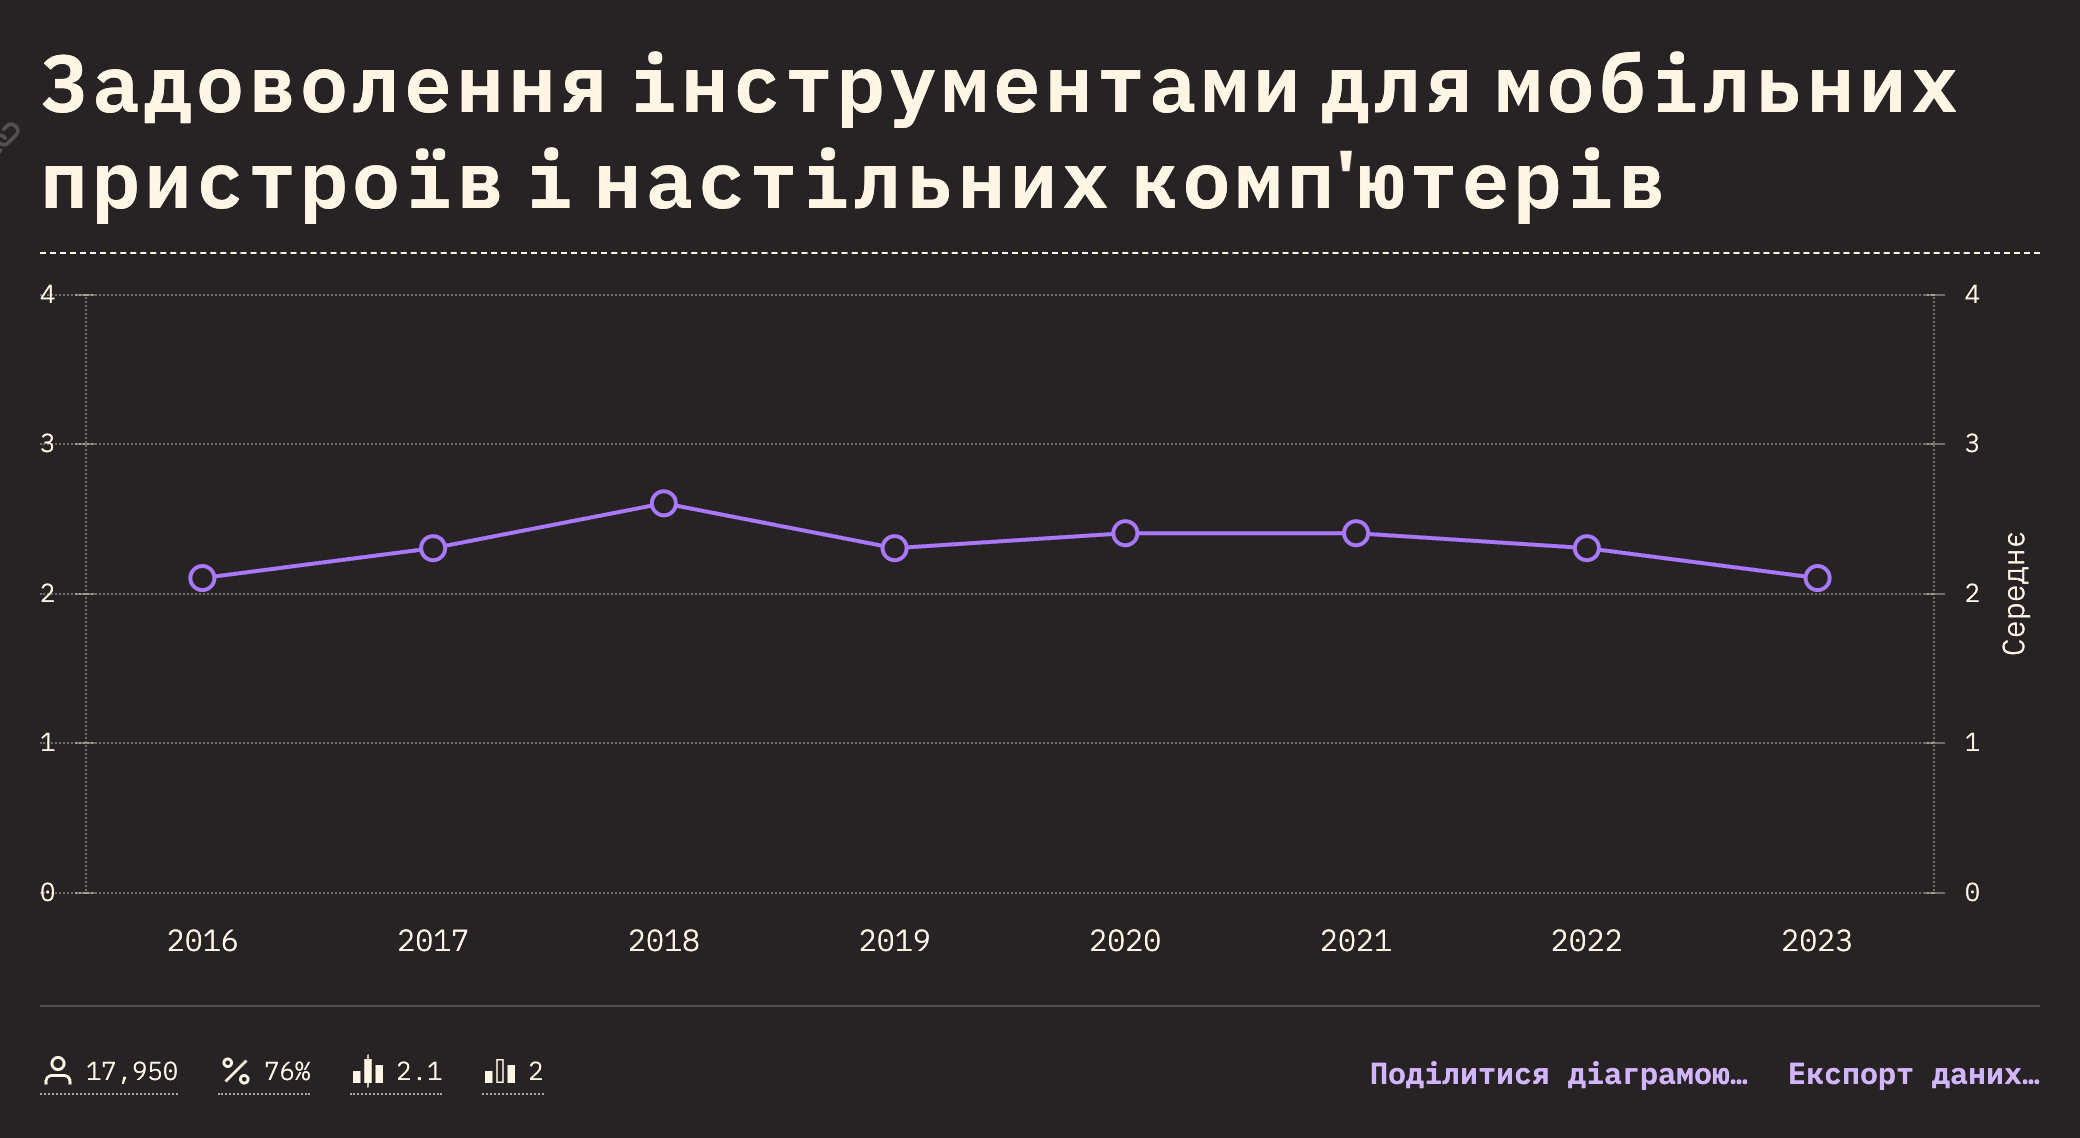 Задоволення інструментами для мобільних
пристроїв і настільних комп'ютерів
4 4
3 3
2 2
Середнє
1 1
0 0
2016 2017 2018 2019 2020 2021 2022 2023
17,950 76% 2.1 2 Поділитися діаграмою… Експорт даних…